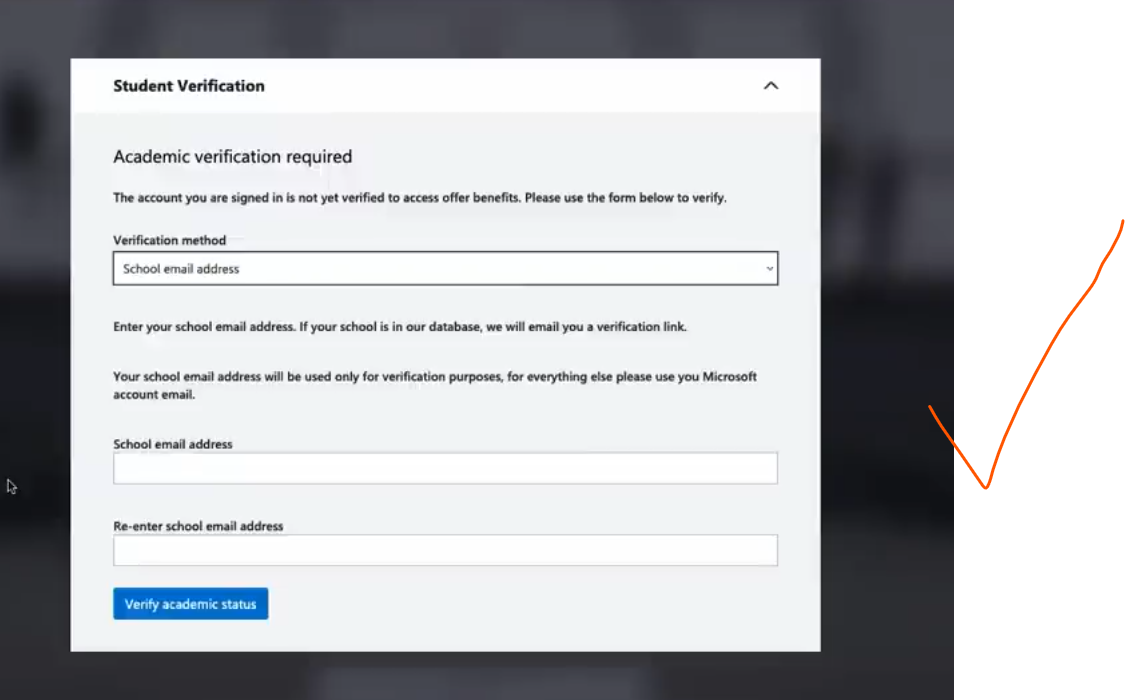 Student Verification
Academic verification required
The account you are signed in is not yet verified to access offer benefits. Please use the form below to verify.
Verification method
School email address
Enter your school email address. If your school is in our database, we will email you a verification link.
Your school email address will be used only for verification purposes, for everything else please use you Microsoft
account email.
School email address
Re-enter school email address
Verify academic status